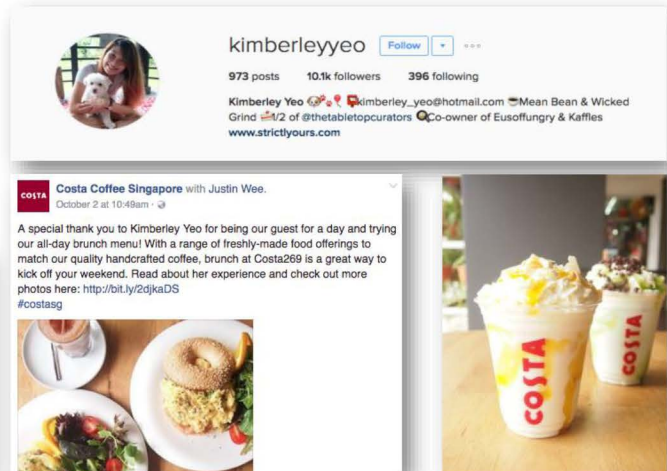 kimberleyyeo Follow
973 posts 10.1k followers 396 following
Kimberley Yeo kimberley_yeo@hotmail.com Mean Bean & Wicked
Grind 1/2 of @thetabletopcurators Co-owner of Eusoffungry & Kaffles
www.strictlyours.com
COSTA
Costa Coffee Singapore with Justin Wee.
October 2 at 10:49am
A special thank you to Kimberley Yeo for being our guest for a day and trying
our all-day brunch menu! With a range of freshly-made food offerings to
match our quality handcrafted coffee, brunch at Costa269 is a great way to
kick off your weekend. Read about her experience and check out more
photos here: http://bit.ly/2djkaDS
#costasg
COSTA
COSTA